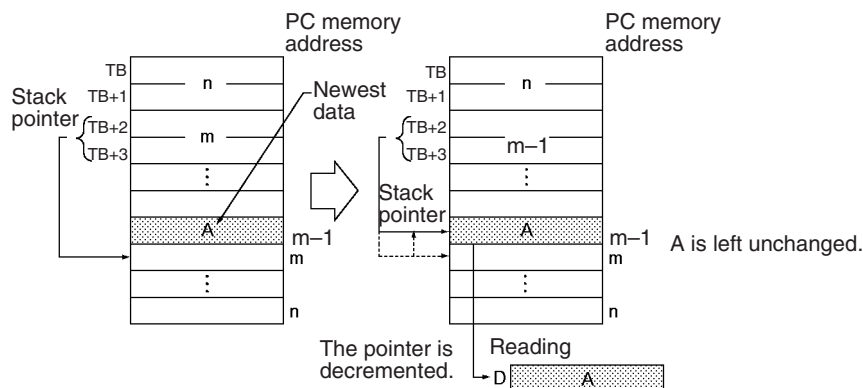 PC memory
address
TB
TB+1
Stack
pointer
TB+2
TB+3
n
m
Newest
data
A
m–1
m
n
PC memory
address
TB
TB+1
TB+2
TB+3
n
m–1
Stack
pointer
A
m–1
m
n
A is left unchanged.
The pointer is
decremented.
Reading
D
A